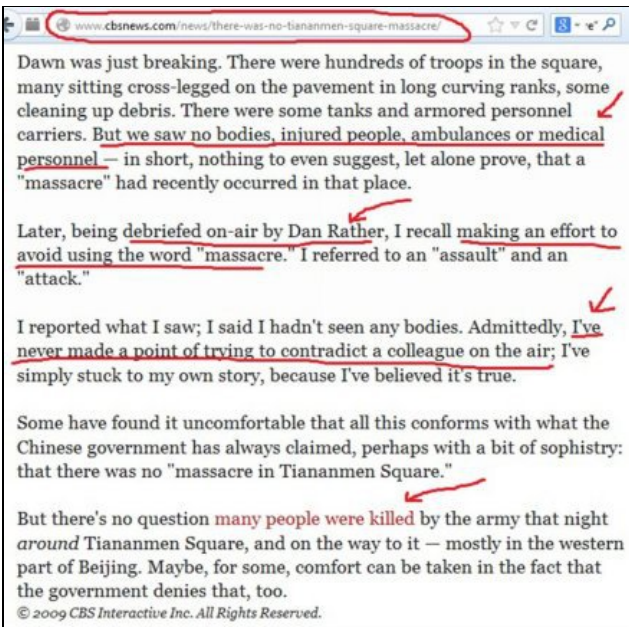 www.cbsnews.com/news/there-was-no-tiananmen-square-massacre/
Dawn was just breaking. There were hundreds of troops in the square,
many sitting cross-legged on the pavement in long curving ranks, some
cleaning up debris. There were some tanks and armored personnel
carriers. But we saw no bodies, injured people, ambulances or medical
personnel — in short, nothing to even suggest, let alone prove, that a
"massacre" had recently occurred in that place.
Later, being debriefed on-air by Dan Rather, I recall making an effort to
avoid using the word "massacre." I referred to an "assault" and an
"attack."
I reported what I saw; I said I hadn't seen any bodies. Admittedly, I've
never made a point of trying to contradict a colleague on the air; I've
simply stuck to my own story, because I've believed it's true.
Some have found it uncomfortable that all this conforms with what the
Chinese government has always claimed, perhaps with a bit of sophistry:
that there was no "massacre in Tiananmen Square."
But there's no question many people were killed by the army that night
around Tiananmen Square, and on the way to it — mostly in the western
part of Beijing. Maybe, for some, comfort can be taken in the fact that
the government denies that, too.
© 2009 CBS Interactive Inc. All Rights Reserved.